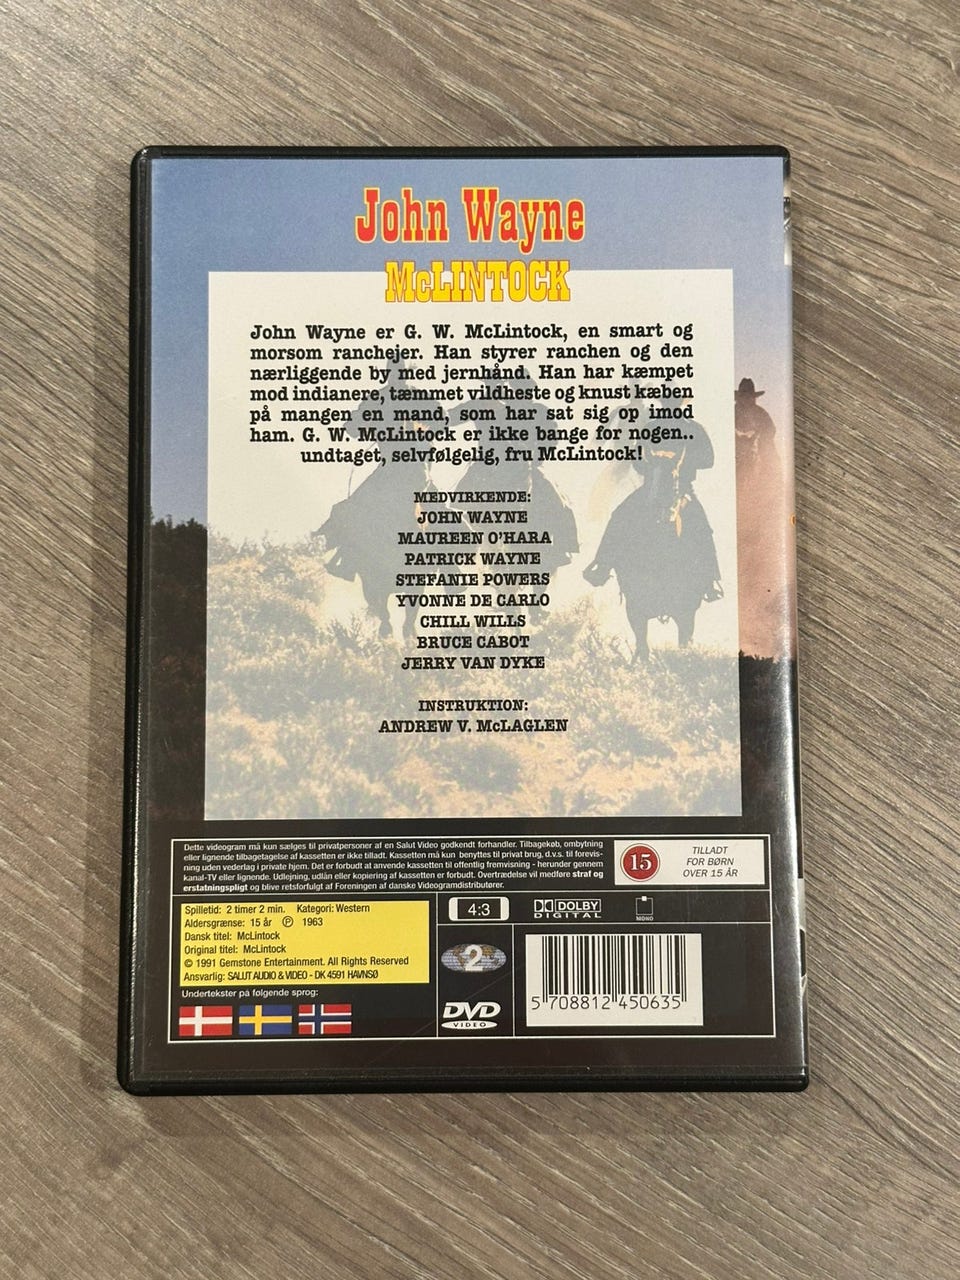 John Wayne
McLINTOCK
John Wayne er G. W. McLintock, en smart og
morsom ranchejer. Han styrer ranchen og den
nærliggende by med jernhånd. Han har kæmpet
mod indianere, tæmmet vildheste og knust kæben
på mangen en mand, som har sat sig op imod
ham. G. W. McLintock er ikke bange for nogen..
undtaget, selvfølgelig, fru McLintock!
MEDVIRKENDE:
JOHN WAYNE
MAUREEN O'HARA
PATRICK WAYNE
STEFANIE POWERS
YVONNE DE CARLO
CHILL WILLS
BRUCE CABOT
JERRY VAN DYKE
INSTRUKTION:
ANDREW V. McLAGLEN
Dette videogram må kun sælges til privatpersoner af en Salut Video godkendt forhandler. Tilbagekøb, ombytning
eller lignende tilbagetagelse af kassetten er ikke tilladt. Kassetten må kun benyttes til privat brug, d.v.s. til forevis-
ning uden vederlag i private hjem. Det er forbudt at anvende kassetten til offentlig fremvisning - herunder gennem
kanal-TV eller lignende. Udlejning, udlån eller kopiering af kassetten er forbudt. Overtrædelse vil medføre straf og
erstatningspligt og blive retsforfulgt af Foreningen af danske Videogramdistributører.
15
TILLADT
FOR BØRN
OVER 15 ÅR
Spilletid: 2 timer 2 min. Kategori: Western
Aldersgrænse: 15 år Ⓟ 1963
Dansk titel: McLintock
Original titel: McLintock
© 1991 Gemstone Entertainment. All Rights Reserved
Ansvarlig: SALUT AUDIO & VIDEO - DK 4591 HAVNSØ
Undertekster på følgende sprog:
4:3
DOLBY
DIGITAL
MONO
2
DVD
VIDEO
5 708812 450635